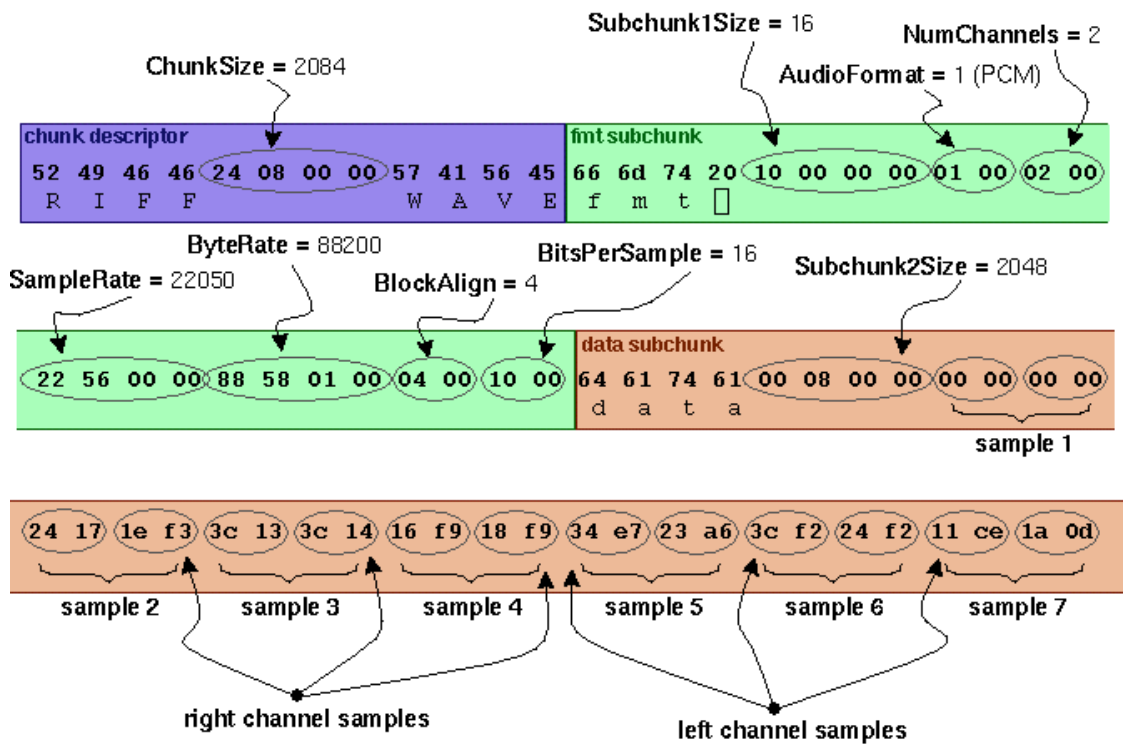 Subchunk1Size = 16
NumChannels = 2
ChunkSize = 2084
AudioFormat = 1 (PCM)
chunk descriptor
fmt subchunk
52 49 46 46 24 08 00 00 57 41 56 45 66 6d 74 20 10 00 00 00 01 00 02 00
R I F F W A V E f m t
ByteRate = 88200
BitsPerSample = 16
SampleRate = 22050
BlockAlign = 4
Subchunk2Size = 2048
data subchunk
22 56 00 00 88 58 01 00 04 00 10 00 64 61 74 61 00 08 00 00 00 00 00 00
d a t a
sample 1
24 17 1e f3 3c 13 3c 14 16 f9 18 f9 34 e7 23 a6 3c f2 24 f2 11 ce 1a 0d
sample 2 sample 3 sample 4 sample 5 sample 6 sample 7
right channel samples
left channel samples